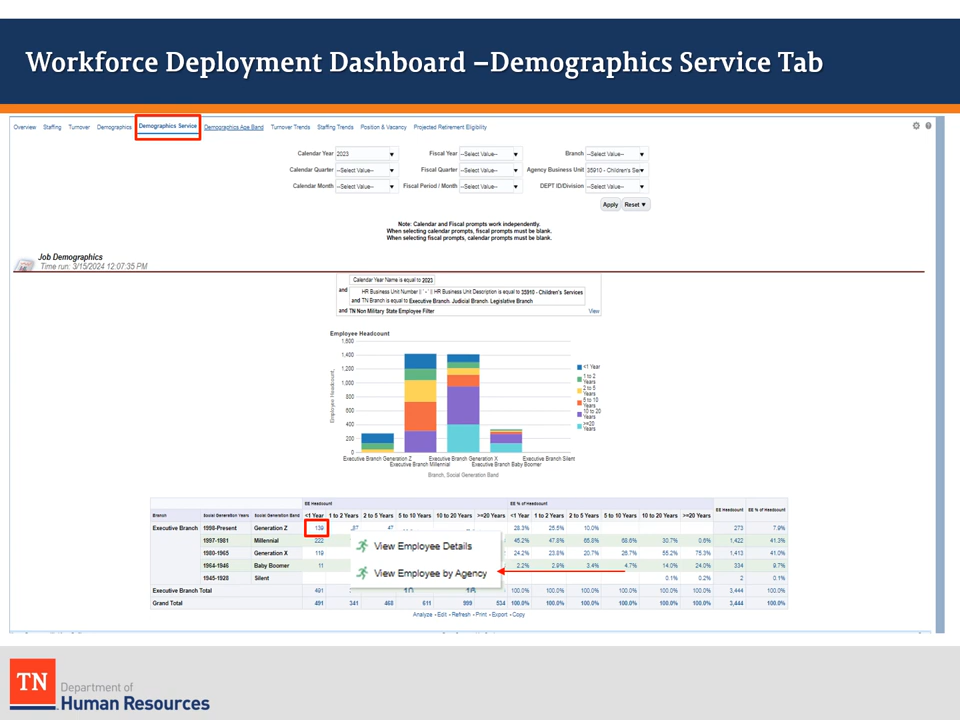 Workforce Deployment Dashboard –Demographics Service Tab
Overview Staffing Turnover Demographics Demographics Service Demographics Age Band Turnover Trends Staffing Trends Position & Vacancy Projected Retirement Eligibility
Calendar Year 2023 Fiscal Year --Select Value-- Branch --Select Value--
Calendar Quarter --Select Value-- Fiscal Quarter --Select Value-- Agency Business Unit 35910 - Children's Ser
Calendar Month --Select Value-- Fiscal Period / Month --Select Value-- DEPT ID/Division --Select Value--
Apply Reset
Note: Calendar and Fiscal prompts work independently.
When selecting calendar prompts, fiscal prompts must be blank.
When selecting fiscal prompts, calendar prompts must be blank.
Job Demographics
Time run: 3/15/2024 12:07:35 PM
Calendar Year Name is equal to 2023
and HR Business Unit Number || ' - ' || HR Business Unit Description is equal to 35910 - Children's Services
and TN Branch is equal to Executive Branch, Judicial Branch, Legislative Branch
and TN Non Military State Employee Filter
View
Employee Headcount
1,600
1,400
1,200
1,000
800
600
400
200
0
Employee Headcount,
<1 Year
1 to 2 Years
2 to 5 Years
5 to 10 Years
10 to 20 Years
>=20 Years
Executive Branch Generation Z Executive Branch Generation X Executive Branch Silent
Executive Branch Millennial Executive Branch Baby Boomer
Branch, Social Generation Band
EE Headcount EE % of Headcount
Branch Social Generation Years Social Generation Band <1 Year 1 to 2 Years 2 to 5 Years 5 to 10 Years 10 to 20 Years >=20 Years <1 Year 1 to 2 Years 2 to 5 Years 5 to 10 Years 10 to 20 Years >=20 Years EE Headcount EE % of Headcount
Executive Branch 1998-Present Generation Z 139 87 47 28.3% 25.5% 10.0% 273 7.9%
1997-1981 Millennial 222 45.2% 47.8% 65.8% 68.6% 30.7% 0.6% 1,422 41.3%
1980-1965 Generation X 119 24.2% 23.8% 20.7% 26.7% 55.2% 75.3% 1,413 41.0%
1964-1946 Baby Boomer 11 2.2% 2.9% 3.4% 4.7% 14.0% 24.0% 334 9.7%
1945-1928 Silent 0.1% 0.2% 2 0.1%
Executive Branch Total 491 100.0% 100.0% 100.0% 100.0% 100.0% 100.0% 3,444 100.0%
Grand Total 491 341 468 611 999 534 100.0% 100.0% 100.0% 100.0% 100.0% 100.0% 3,444 100.0%
View Employee Details
View Employee by Agency
Analyze - Edit - Refresh - Print - Export - Copy
TN
Department of
Human Resources